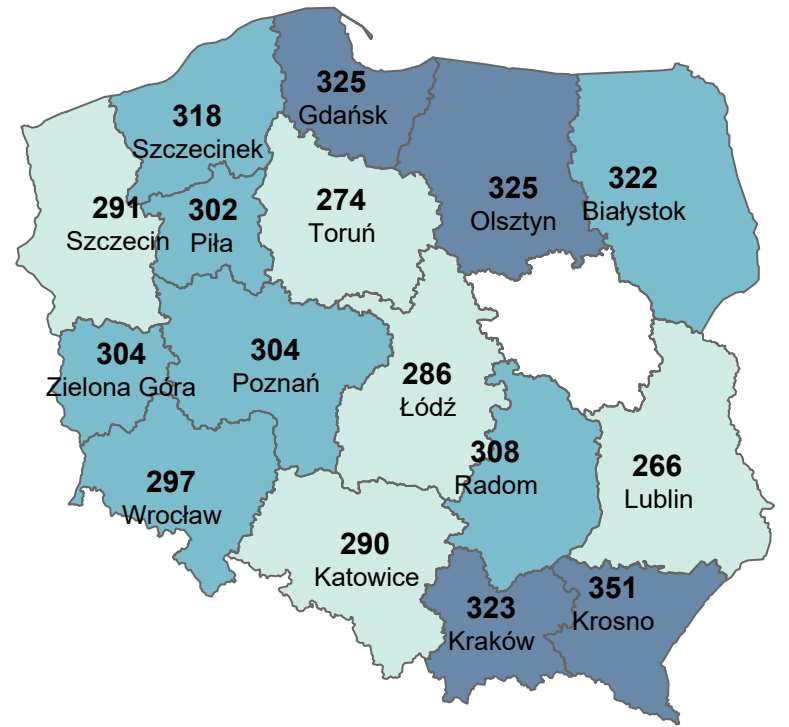 325
Gdańsk
318
Szczecinek
322
Białystok
325
Olsztyn
274
Toruń
291
Szczecin
302
Piła
304
Zielona Góra
304
Poznań
286
Łódź
308
Radom
266
Lublin
297
Wrocław
290
Katowice
323
Kraków
351
Krosno